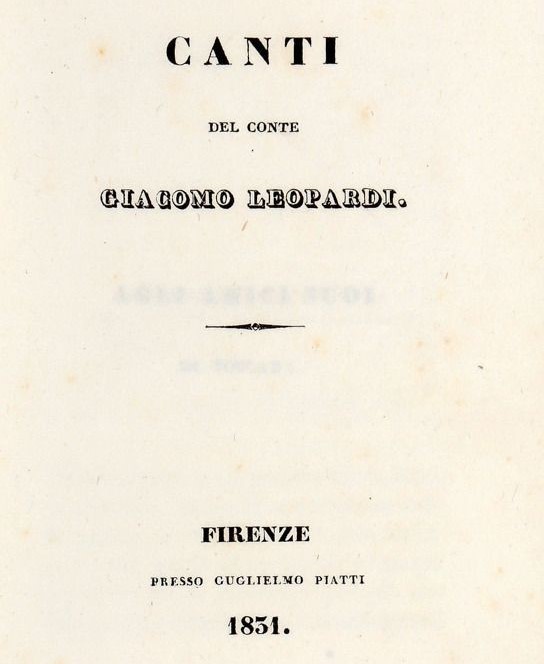 CANTI
DEL CONTE
GIACOMO LEOPARDI.
FIRENZE
PRESSO GUGLIELMO PIATTI
1831.